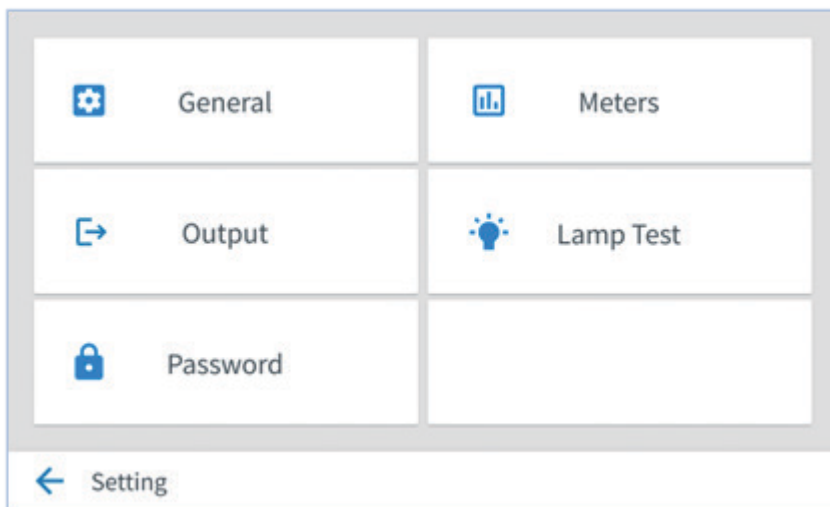 General
Meters
Output
Lamp Test
Password
Setting